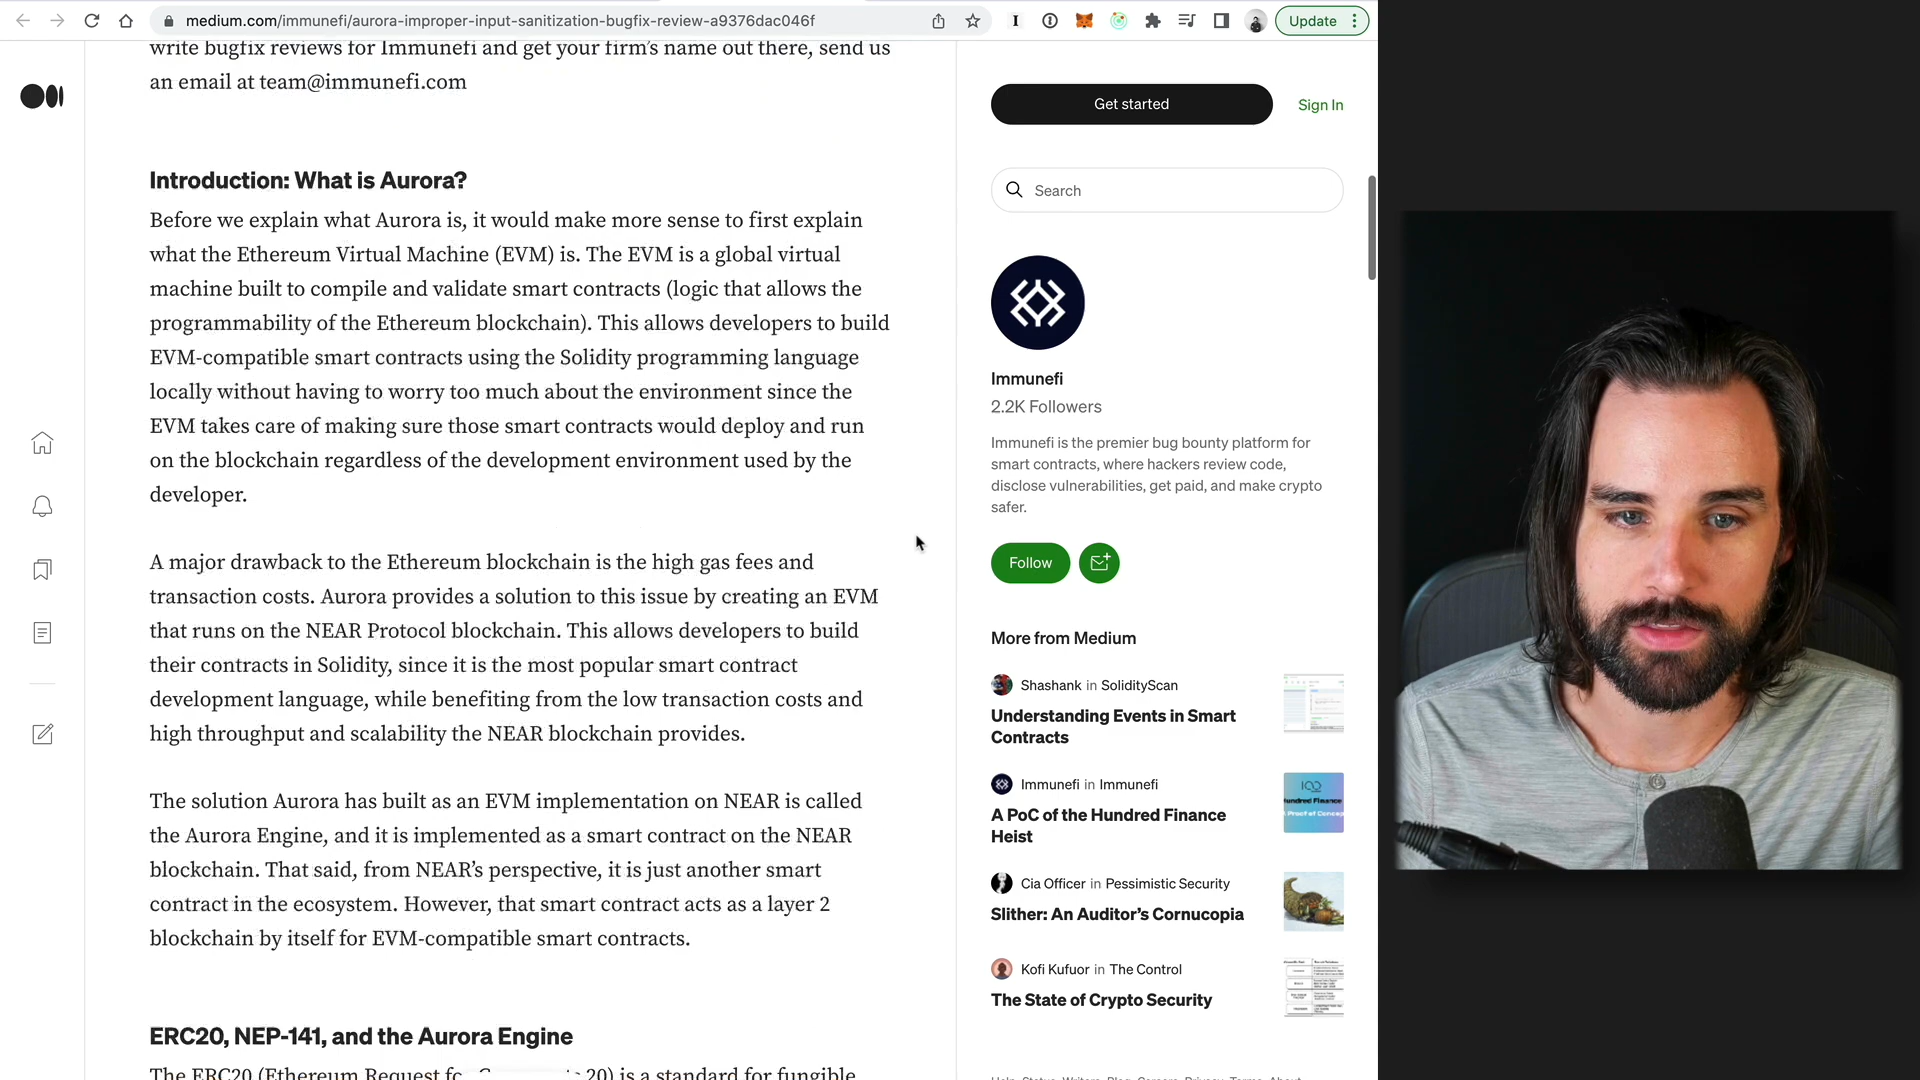 medium.com/immunefi/aurora-improper-input-sanitization-bugfix-review-a9376dac046f
Update
write bugfix reviews for Immunefi and get your firm's name out there, send us
an email at team@immunefi.com
Introduction: What is Aurora?
Before we explain what Aurora is, it would make more sense to first explain
what the Ethereum Virtual Machine (EVM) is. The EVM is a global virtual
machine built to compile and validate smart contracts (logic that allows the
programmability of the Ethereum blockchain). This allows developers to build
EVM-compatible smart contracts using the Solidity programming language
locally without having to worry too much about the environment since the
EVM takes care of making sure those smart contracts would deploy and run
on the blockchain regardless of the development environment used by the
developer.
A major drawback to the Ethereum blockchain is the high gas fees and
transaction costs. Aurora provides a solution to this issue by creating an EVM
that runs on the NEAR Protocol blockchain. This allows developers to build
their contracts in Solidity, since it is the most popular smart contract
development language, while benefiting from the low transaction costs and
high throughput and scalability the NEAR blockchain provides.
The solution Aurora has built as an EVM implementation on NEAR is called
the Aurora Engine, and it is implemented as a smart contract on the NEAR
blockchain. That said, from NEAR's perspective, it is just another smart
contract in the ecosystem. However, that smart contract acts as a layer 2
blockchain by itself for EVM-compatible smart contracts.
ERC20, NEP-141, and the Aurora Engine
The ERC20 (Ethereum Request 20) is a standard for fungible
Get started
Sign In
Search
Immunefi
2.2K Followers
Immunefi is the premier bug bounty platform for
smart contracts, where hackers review code,
disclose vulnerabilities, get paid, and make crypto
safer.
Follow
More from Medium
Shashank in SolidityScan
Understanding Events in Smart
Contracts
Immunefi in Immunefi
A PoC of the Hundred Finance
Heist
Cia Officer in Pessimistic Security
Slither: An Auditor's Cornucopia
Kofi Kufuor in The Control
The State of Crypto Security